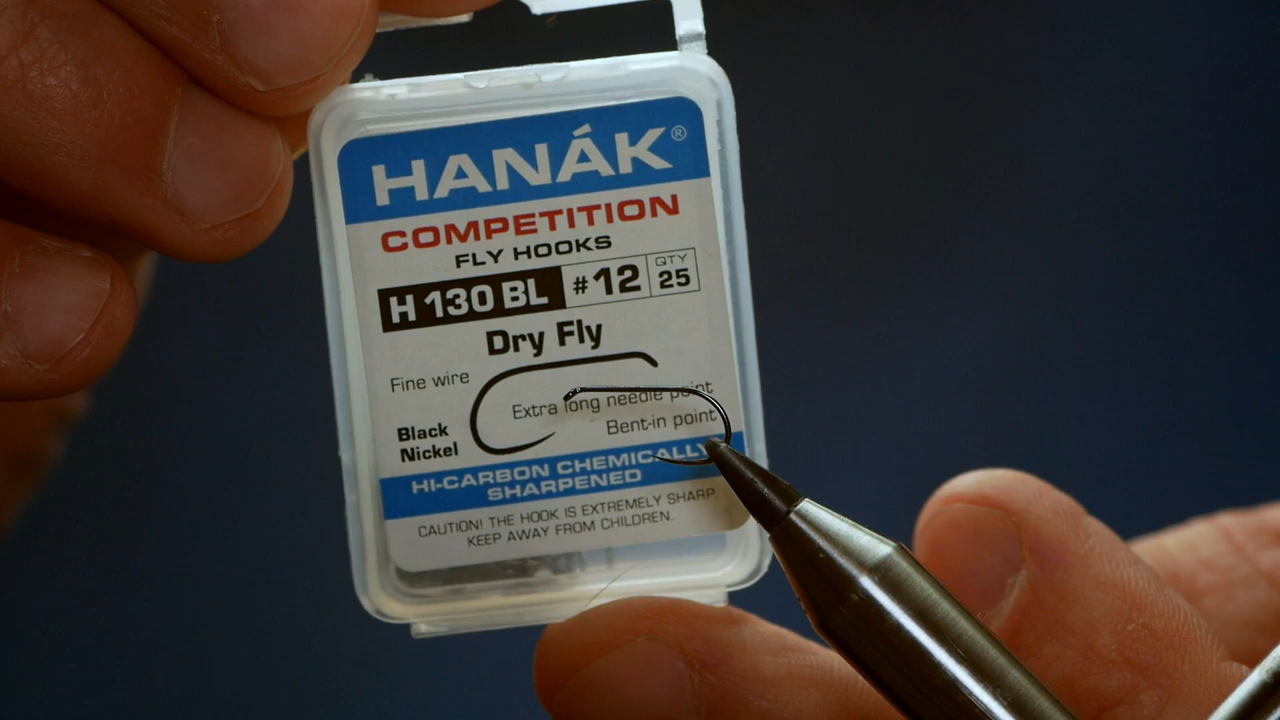 HANÁK®
COMPETITION
FLY HOOKS
H 130 BL #12 QTY 25
Dry Fly
Fine wire
Extra long needle point
Bent-in point
Black
Nickel
HI-CARBON CHEMICALLY
SHARPENED
CAUTION! THE HOOK IS EXTREMELY SHARP.
KEEP AWAY FROM CHILDREN.